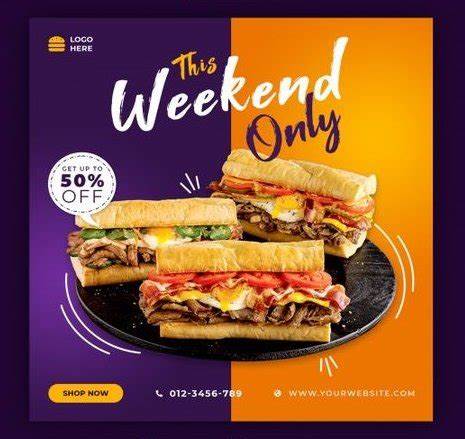 LOGO
HERE
This
Weekend
Only
GET UP TO
50%
OFF
SHOP NOW
012-3456-789
WWW.YOURWEBSITE.COM